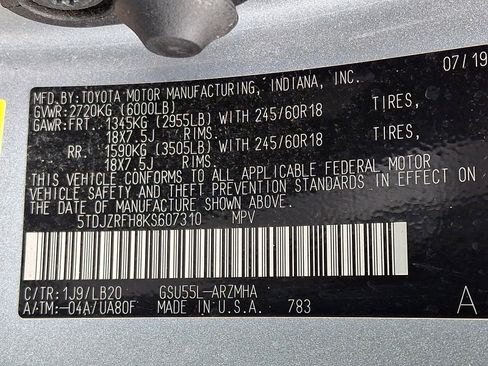 MFD.BY:TOYOTA MOTOR MANUFACTURING, INDIANA, INC. 07/19
GVWR:2720KG (6000LB)
GAWR:FRT. 1345KG (2955LB) WITH 245/60R18 TIRES,
18X7.5J RIMS.
RR. 1590KG (3505LB) WITH 245/60R18 TIRES,
18X7.5J RIMS.
THIS VEHICLE CONFORMS TO ALL APPLICABLE FEDERAL MOTOR
VEHICLE SAFETY AND THEFT PREVENTION STANDARDS IN EFFECT ON
THE DATE OF MANUFACTURE SHOWN ABOVE.
5TDJZRFH8KS607310 MPV
C/TR:1J9/LB20 GSU55L-ARZMHA
A/TM:-04A/UA80F MADE IN U.S.A. 783 A